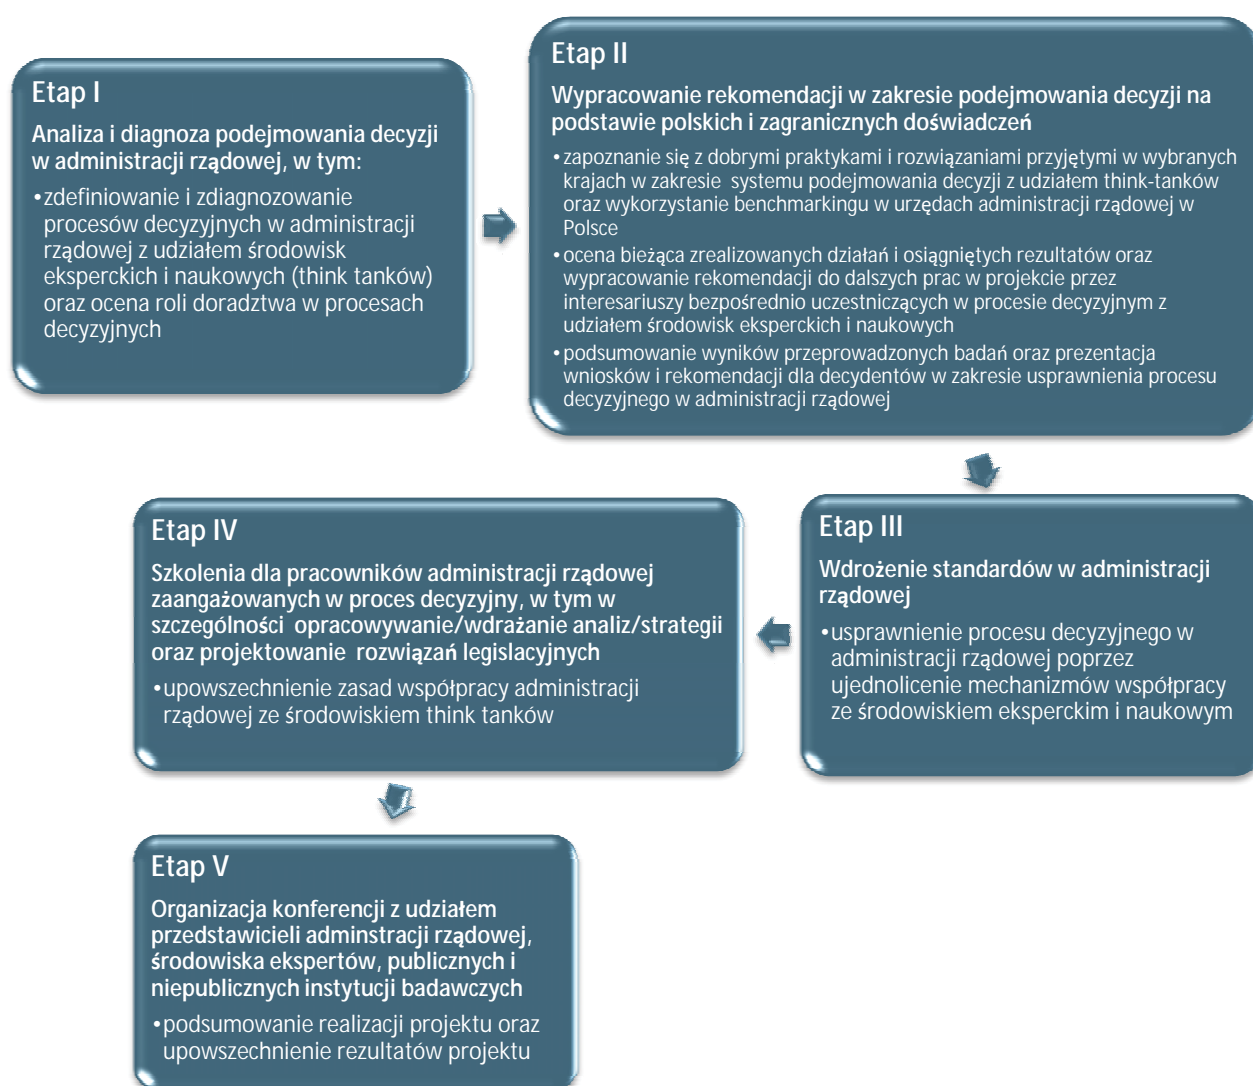 Etap I
Analiza i diagnoza podejmowania decyzji
w administracji rządowej, w tym:
•zdefiniowanie i zdiagnozowanie
procesów decyzyjnych w administracji
rządowej z udziałem środowisk
eksperckich i naukowych (think tanków)
oraz ocena roli doradztwa w procesach
decyzyjnych
Etap II
Wypracowanie rekomendacji w zakresie podejmowania decyzji na
podstawie polskich i zagranicznych doświadczeń
•zapoznanie się z dobrymi praktykami i rozwiązaniami przyjętymi w wybranych
krajach w zakresie systemu podejmowania decyzji z udziałem think-tanków
oraz wykorzystanie benchmarkingu w urzędach administracji rządowej w
Polsce
•ocena bieżąca zrealizowanych działań i osiągniętych rezultatów oraz
wypracowanie rekomendacji do dalszych prac w projekcie przez
interesariuszy bezpośrednio uczestniczących w procesie decyzyjnym z
udziałem środowisk eksperckich i naukowych
•podsumowanie wyników przeprowadzonych badań oraz prezentacja
wniosków i rekomendacji dla decydentów w zakresie usprawnienia procesu
decyzyjnego w administracji rządowej
Etap III
Wdrożenie standardów w administracji
rządowej
•usprawnienie procesu decyzyjnego w
administracji rządowej poprzez
ujednolicenie mechanizmów współpracy
ze środowiskiem eksperckim i naukowym
Etap IV
Szkolenia dla pracowników administracji rządowej
zaangażowanych w proces decyzyjny, w tym w
szczególności opracowywanie/wdrażanie analiz/strategii
oraz projektowanie rozwiązań legislacyjnych
•upowszechnienie zasad współpracy administracji
rządowej ze środowiskiem think tanków
Etap V
Organizacja konferencji z udziałem
przedstawicieli adminstracji rządowej,
środowiska ekspertów, publicznych i
niepublicznych instytucji badawczych
•podsumowanie realizacji projektu oraz
upowszechnienie rezultatów projektu